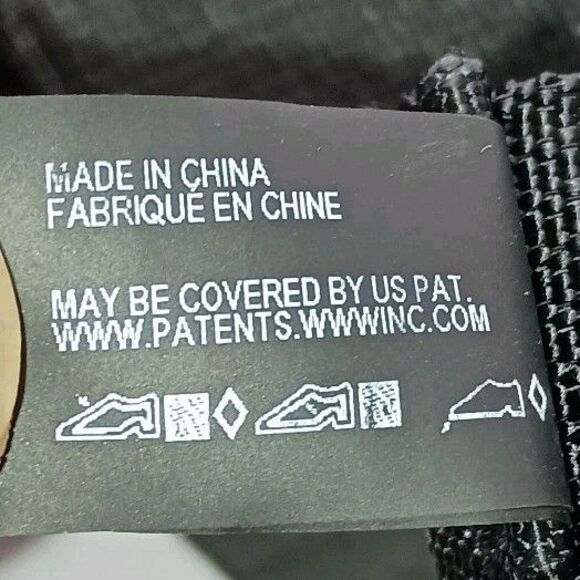 MADE IN CHINA
FABRIQUÉ EN CHINE
MAY BE COVERED BY US PAT.
WWW.PATENTS.WWWINC.COM